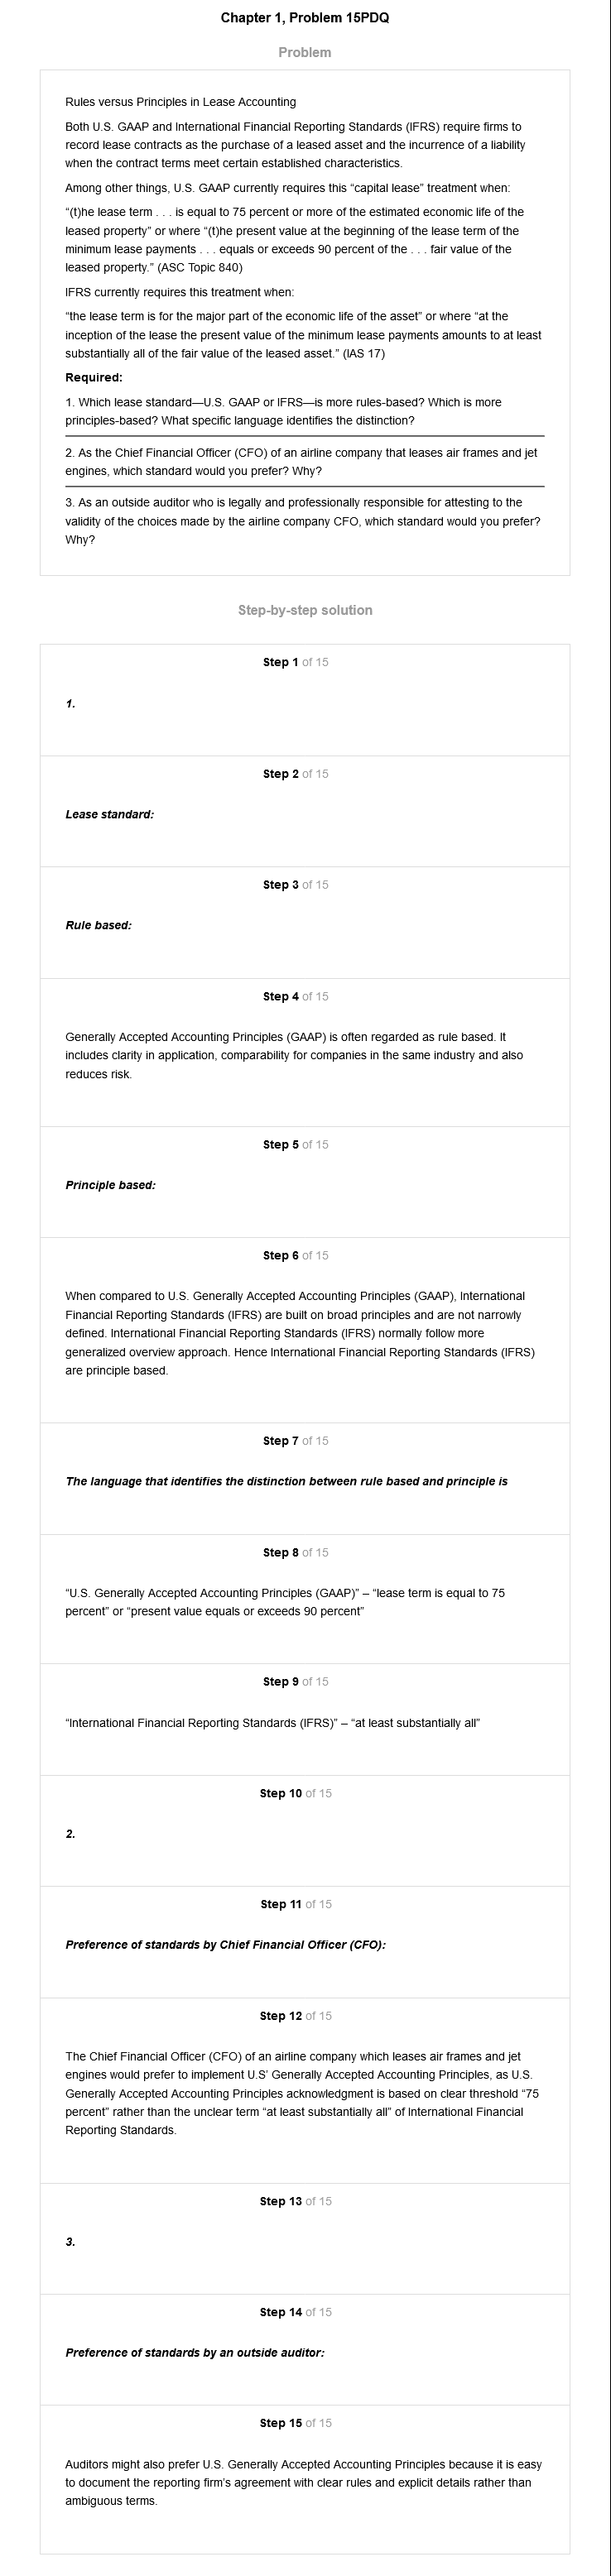 Chapter 1, Problem 15PDQ
Problem
Rules versus Principles in Lease Accounting
Both U.S. GAAP and International Financial Reporting Standards (IFRS) require firms to
record lease contracts as the purchase of a leased asset and the incurrence of a liability
when the contract terms meet certain established characteristics.
Among other things, U.S. GAAP currently requires this “capital lease” treatment when:
“(t)he lease term . . . is equal to 75 percent or more of the estimated economic life of the
leased property” or where “(t)he present value at the beginning of the lease term of the
minimum lease payments . . . equals or exceeds 90 percent of the . . . fair value of the
leased property.” (ASC Topic 840)
IFRS currently requires this treatment when:
“the lease term is for the major part of the economic life of the asset” or where “at the
inception of the lease the present value of the minimum lease payments amounts to at least
substantially all of the fair value of the leased asset.” (IAS 17)
Required:
1. Which lease standard—U.S. GAAP or IFRS—is more rules-based? Which is more
principles-based? What specific language identifies the distinction?
2. As the Chief Financial Officer (CFO) of an airline company that leases air frames and jet
engines, which standard would you prefer? Why?
3. As an outside auditor who is legally and professionally responsible for attesting to the
validity of the choices made by the airline company CFO, which standard would you prefer?
Why?
Step-by-step solution
Step 1 of 15
1.
Step 2 of 15
Lease standard:
Step 3 of 15
Rule based:
Step 4 of 15
Generally Accepted Accounting Principles (GAAP) is often regarded as rule based. It
includes clarity in application, comparability for companies in the same industry and also
reduces risk.
Step 5 of 15
Principle based:
Step 6 of 15
When compared to U.S. Generally Accepted Accounting Principles (GAAP), International
Financial Reporting Standards (IFRS) are built on broad principles and are not narrowly
defined. International Financial Reporting Standards (IFRS) normally follow more
generalized overview approach. Hence International Financial Reporting Standards (IFRS)
are principle based.
Step 7 of 15
The language that identifies the distinction between rule based and principle is
Step 8 of 15
“U.S. Generally Accepted Accounting Principles (GAAP)” – “lease term is equal to 75
percent” or “present value equals or exceeds 90 percent”
Step 9 of 15
“International Financial Reporting Standards (IFRS)” – “at least substantially all”
Step 10 of 15
2.
Step 11 of 15
Preference of standards by Chief Financial Officer (CFO):
Step 12 of 15
The Chief Financial Officer (CFO) of an airline company which leases air frames and jet
engines would prefer to implement U.S’ Generally Accepted Accounting Principles, as U.S.
Generally Accepted Accounting Principles acknowledgment is based on clear threshold “75
percent” rather than the unclear term “at least substantially all” of International Financial
Reporting Standards.
Step 13 of 15
3.
Step 14 of 15
Preference of standards by an outside auditor:
Step 15 of 15
Auditors might also prefer U.S. Generally Accepted Accounting Principles because it is easy
to document the reporting firm’s agreement with clear rules and explicit details rather than
ambiguous terms.